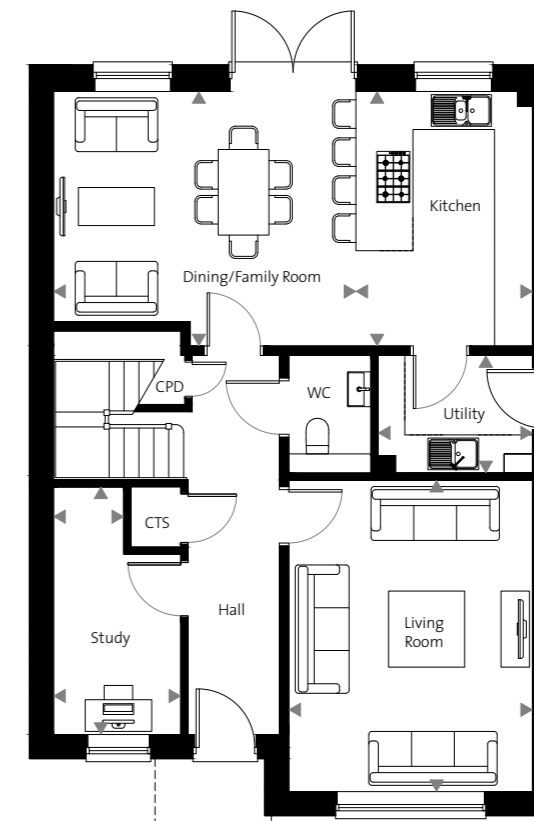 Kitchen
Dining/Family Room
CPD
WC
Utility
CTS
Hall
Living
Room
Study